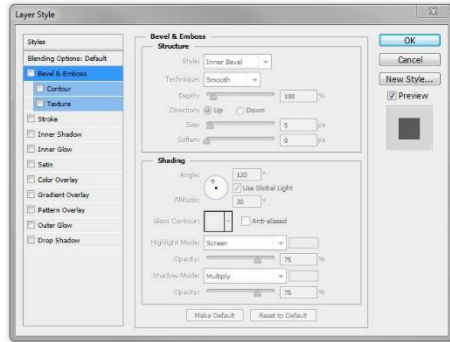 Layer Style
Styles
Blending Options: Default
Bevel & Emboss
Contour
Texture
Stroke
Inner Shadow
Inner Glow
Satin
Color Overlay
Gradient Overlay
Pattern Overlay
Outer Glow
Drop Shadow
Bevel & Emboss
Structure
Style: Inner Bevel
Technique: Smooth
Depth: 100 %
Direction: Up Down
Size: 5 px
Soften: 0 px
Shading
Angle: 120 °
Use Global Light
Altitude: 30 °
Gloss Contour: Anti-aliased
Highlight Mode: Screen
Opacity: 75 %
Shadow Mode: Multiply
Opacity: 75 %
Make Default Reset to Default
OK
Cancel
New Style...
Preview